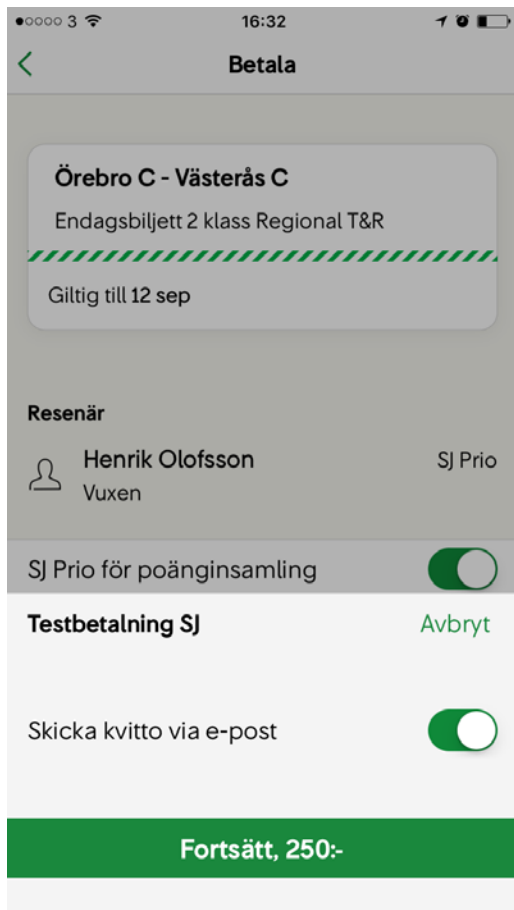 3 16:32
Betala
Örebro C - Västerås C
Endagsbiljett 2 klass Regional T&R
Giltig till 12 sep
Resenär
Henrik Olofsson SJ Prio
Vuxen
SJ Prio för poänginsamling
Testbetalning SJ Avbryt
Skicka kvitto via e-post
Fortsätt, 250:-